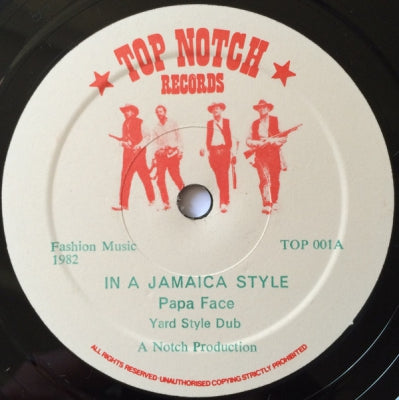 TOP NOTCH
RECORDS
Fashion Music
1982
TOP 001A
IN A JAMAICA STYLE
Papa Face
Yard Style Dub
A Notch Production
ALL RIGHTS RESERVED·UNAUTHORISED COPYING STRICTLY PROHIBITED